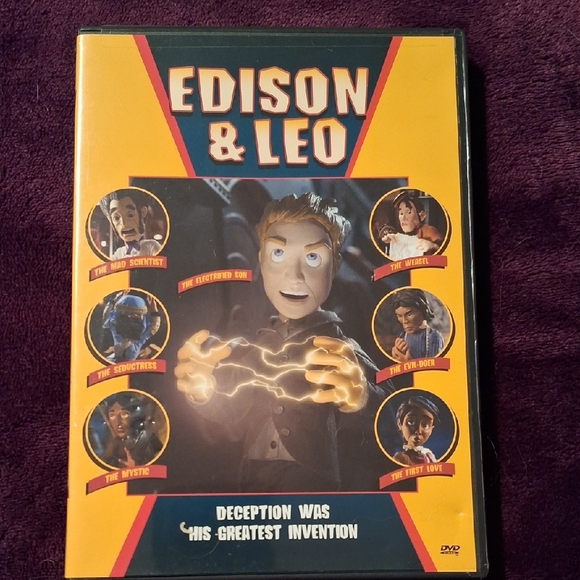 EDISON
& LEO
THE MAD SCIENTIST
THE ELECTRIFIED SON
THE WEASEL
THE SEDUCTRESS
THE EVIL-DOER
THE MYSTIC
THE FIRST LOVE
DECEPTION WAS
HIS GREATEST INVENTION
DVD